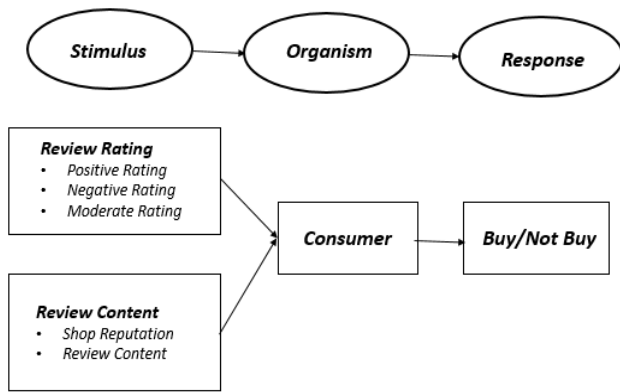 Stimulus
Organism
Response
Review Rating
• Positive Rating
• Negative Rating
• Moderate Rating
Consumer
Buy/Not Buy
Review Content
• Shop Reputation
• Review Content